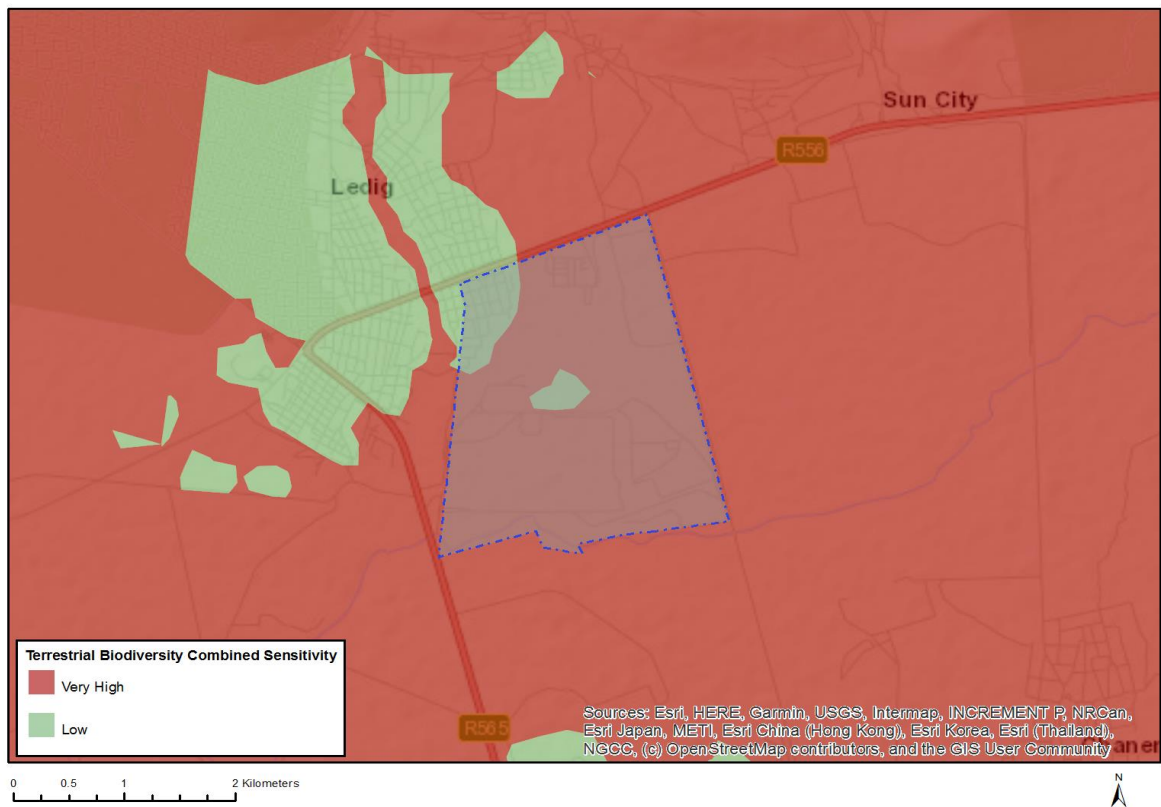 Sun City
R556
Ledig
Terrestrial Biodiversity Combined Sensitivity
Very High
Low
R565
Sources: Esri, HERE, Garmin, USGS, Intermap, INCREMENT P, NRCan,
Esri Japan, METI, Esri China (Hong Kong), Esri Korea, Esri (Thailand),
NGCC, (c) OpenStreetMap contributors, and the GIS User Community
0 0.5 1 2 Kilometers
N